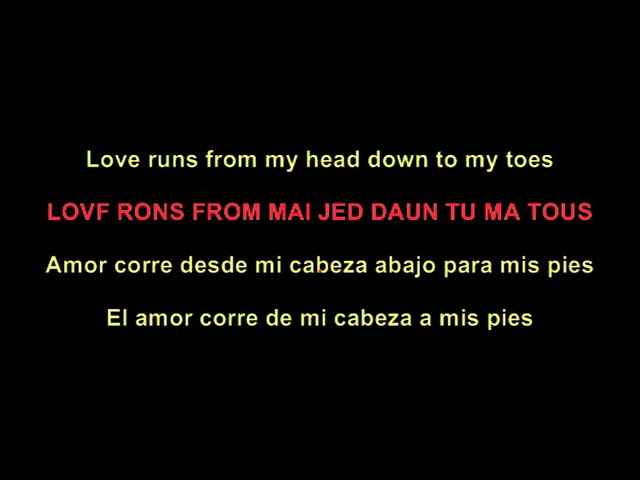 Love runs from my head down to my toes
LOVF RONS FROM MAI JED DAUN TU MA TOUS
Amor corre desde mi cabeza abajo para mis pies
El amor corre de mi cabeza a mis pies